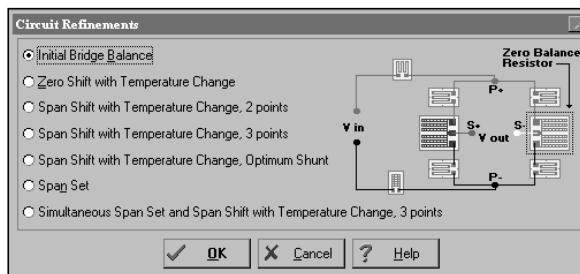 Circuit Refinements
Initial Bridge Balance
Zero Shift with Temperature Change
Span Shift with Temperature Change, 2 points
Span Shift with Temperature Change, 3 points
Span Shift with Temperature Change, Optimum Shunt
Span Set
Simultaneous Span Set and Span Shift with Temperature Change, 3 points
Zero Balance
Resistor
P+
S+
S-
V in
V out
P-
OK
Cancel
? Help